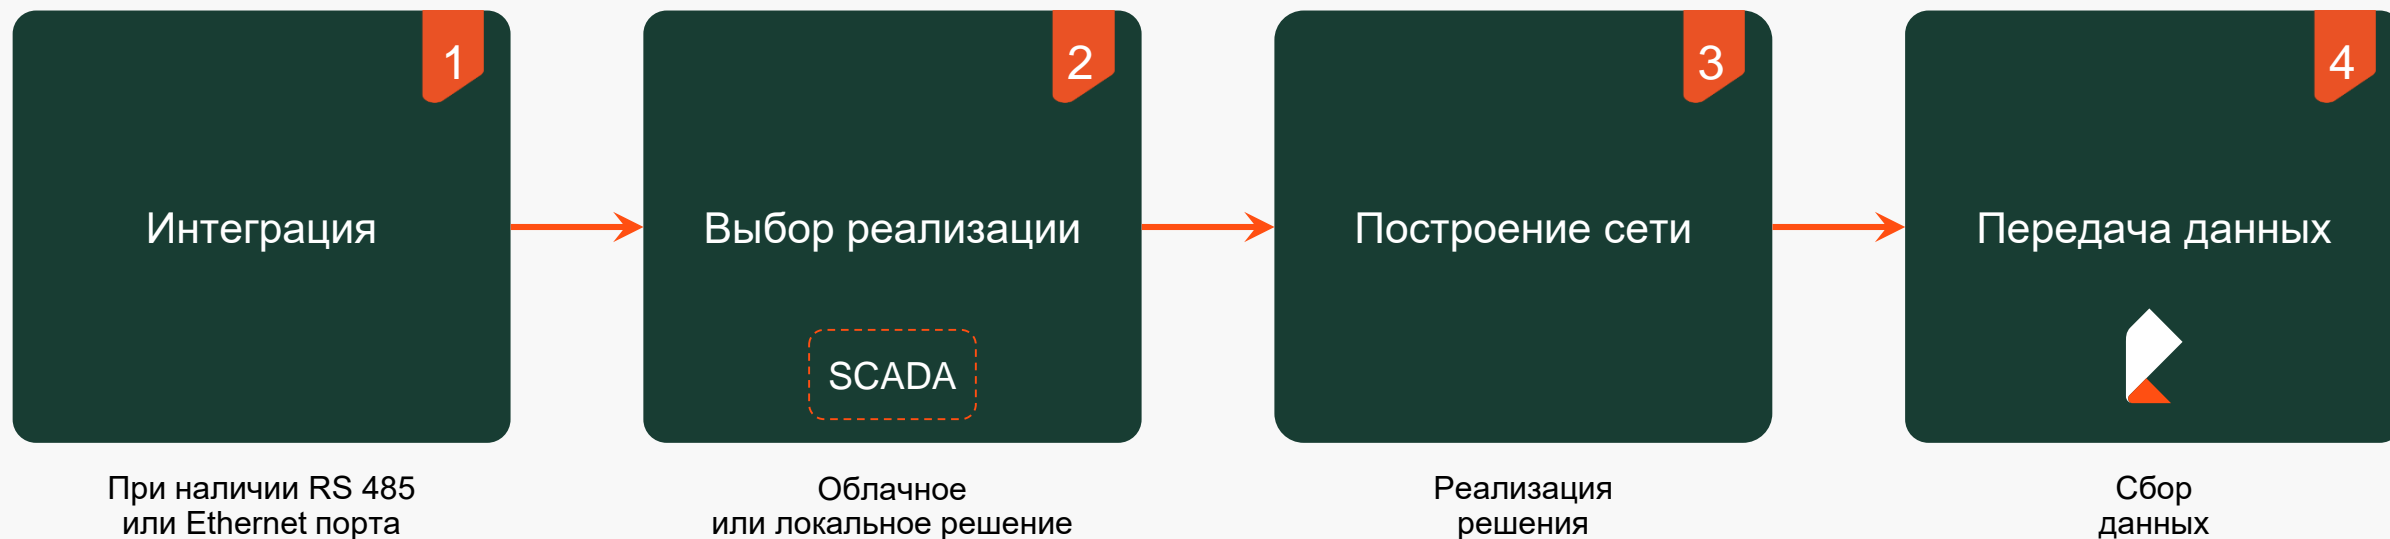 1
Интеграция
При наличии RS 485
или Ethernet порта
2
Выбор реализации
SCADA
Облачное
или локальное решение
3
Построение сети
Реализация
решения
4
Передача данных
Сбор
данных